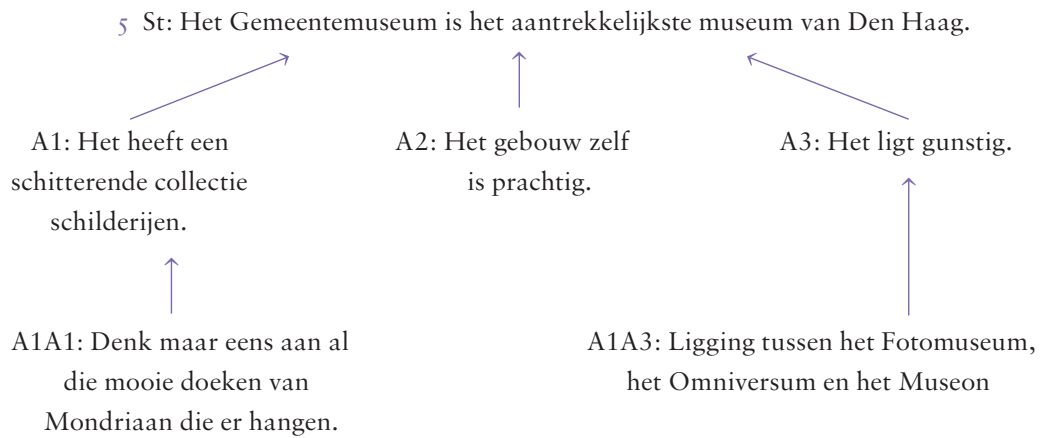 5 St: Het Gemeentemuseum is het aantrekkelijkste museum van Den Haag.
A1: Het heeft een
schitterende collectie
schilderijen.
A2: Het gebouw zelf
is prachtig.
A3: Het ligt gunstig.
A1A1: Denk maar eens aan al
die mooie doeken van
Mondriaan die er hangen.
A1A3: Ligging tussen het Fotomuseum,
het Omniversum en het Museon